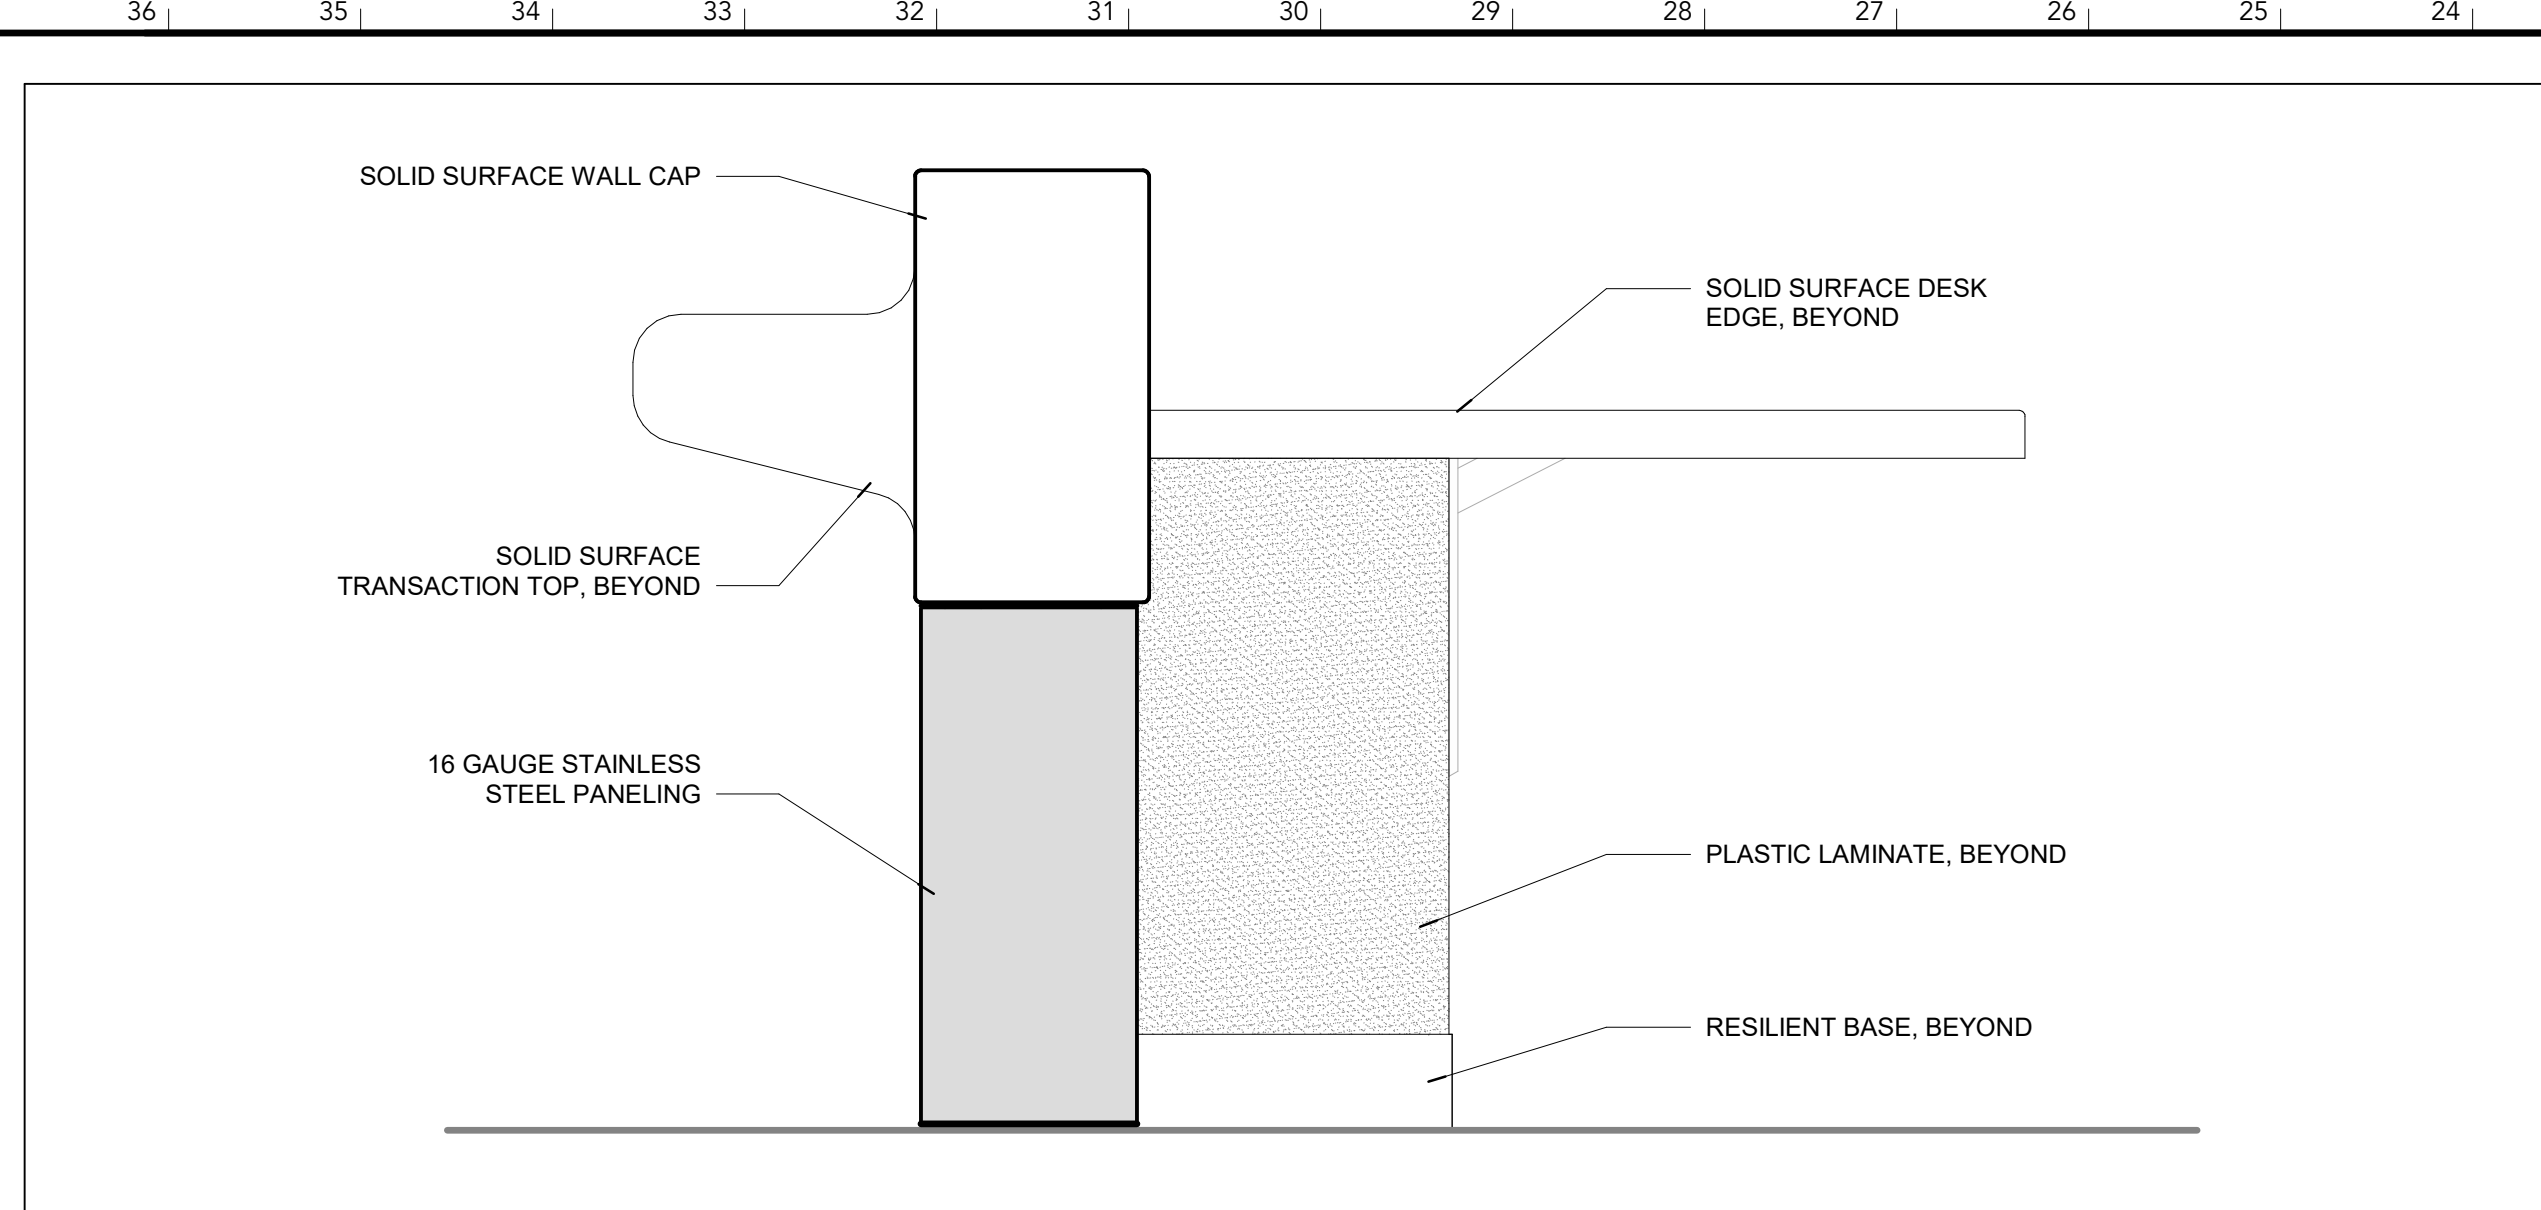 36 35 34 33 32 31 30 29 28 27 26 25 24
SOLID SURFACE WALL CAP
SOLID SURFACE DESK
EDGE, BEYOND
SOLID SURFACE
TRANSACTION TOP, BEYOND
16 GAUGE STAINLESS
STEEL PANELING
PLASTIC LAMINATE, BEYOND
RESILIENT BASE, BEYOND